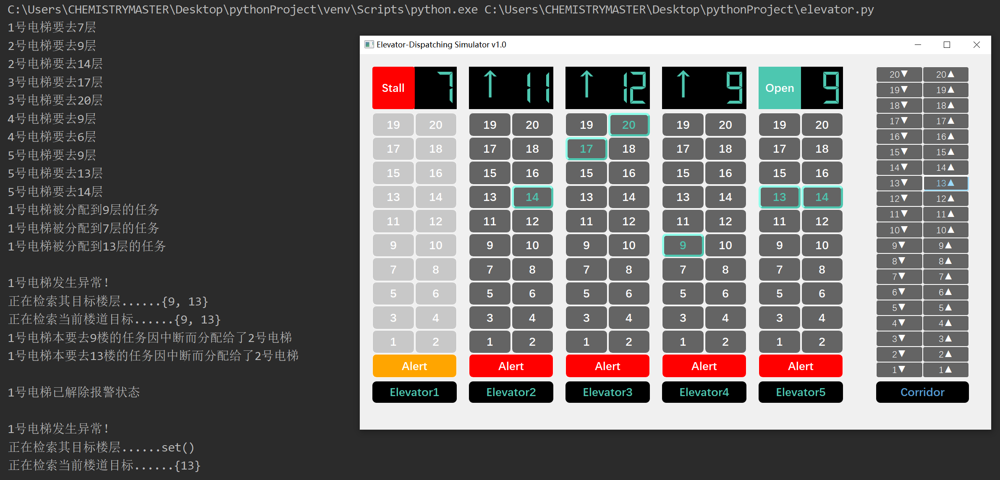 C:\Users\CHEMISTRYMASTER\Desktop\pythonProject\venv\Scripts\python.exe C:\Users\CHEMISTRYMASTER\Desktop\pythonProject\elevator.py
1号电梯要去7层
2号电梯要去9层
2号电梯要去14层
3号电梯要去17层
3号电梯要去20层
4号电梯要去9层
4号电梯要去6层
5号电梯要去9层
5号电梯要去13层
5号电梯要去14层
1号电梯被分配到9层的任务
1号电梯被分配到7层的任务
1号电梯被分配到13层的任务
1号电梯发生异常!
正在检索其目标楼层......{9, 13}
正在检索当前楼道目标......{9, 13}
1号电梯本要去9楼的任务因中断而分配给了2号电梯
1号电梯本要去13楼的任务因中断而分配给了2号电梯
1号电梯已解除报警状态
1号电梯发生异常!
正在检索其目标楼层......set()
正在检索当前楼道目标......{13}
Elevator-Dispatching Simulator v1.0
Stall 7 ↑ 11 ↑ 12 ↑ 9 Open 9
19 20 19 20 19 20 19 20 19 20
17 18 17 18 17 18 17 18 17 18
15 16 15 16 15 16 15 16 15 16
13 14 13 14 13 14 13 14 13 14
11 12 11 12 11 12 11 12 11 12
9 10 9 10 9 10 9 10 9 10
7 8 7 8 7 8 7 8 7 8
5 6 5 6 5 6 5 6 5 6
3 4 3 4 3 4 3 4 3 4
1 2 1 2 1 2 1 2 1 2
Alert Alert Alert Alert Alert
Elevator1 Elevator2 Elevator3 Elevator4 Elevator5
20▼ 20▲
19▼ 19▲
18▼ 18▲
17▼ 17▲
16▼ 16▲
15▼ 15▲
14▼ 14▲
13▼ 13▲
12▼ 12▲
11▼ 11▲
10▼ 10▲
9▼ 9▲
8▼ 8▲
7▼ 7▲
6▼ 6▲
5▼ 5▲
4▼ 4▲
3▼ 3▲
2▼ 2▲
1▼ 1▲
Corridor